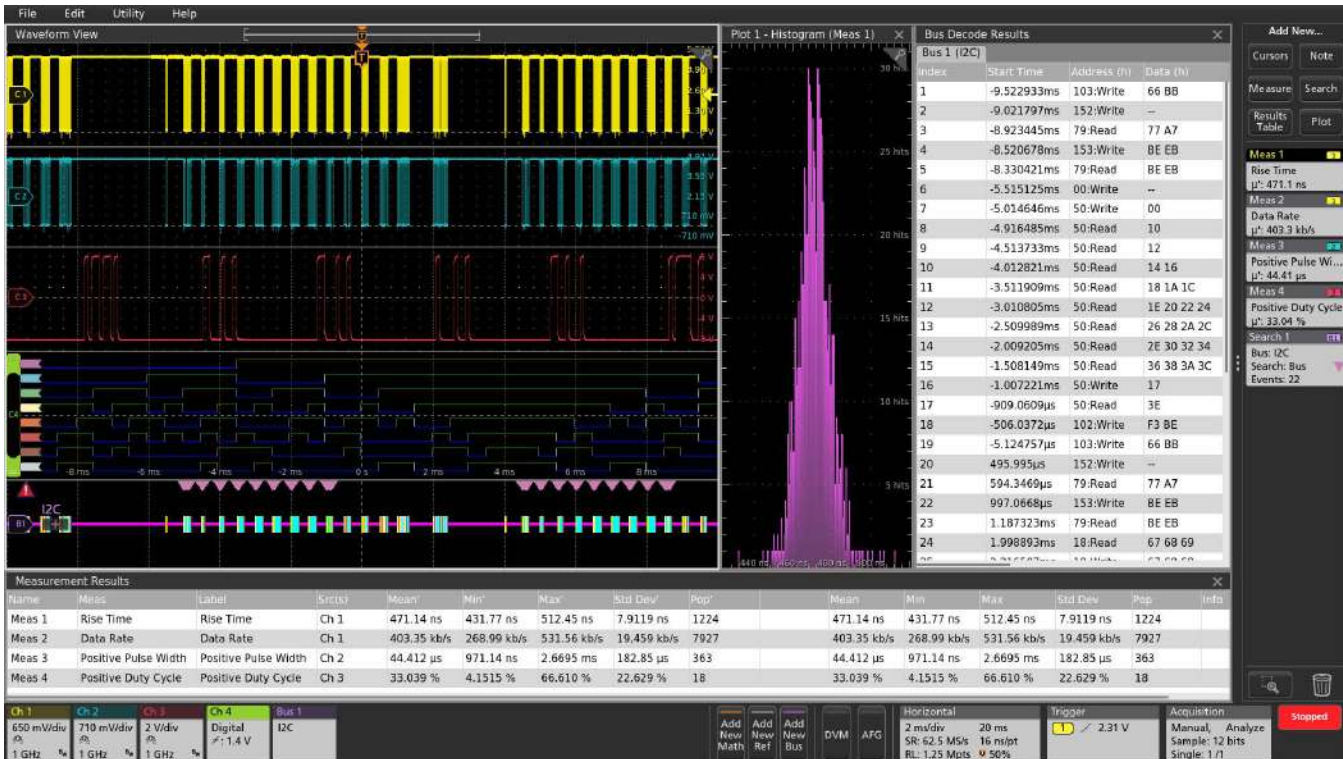 File Edit Utility Help
Waveform View
Plot 1 - Histogram (Meas 1)
Bus Decode Results
Add New...
Cursors Note
Measure Search
Results Table Plot
C1
C2
3.53 V
2.13 V
710 mV
-710 mV
C3
-8 ms -6 ms -4 ms -2 ms 0 s 2 ms 4 ms 6 ms 8 ms
I2C
B1
25 hits
20 hits
15 hits
10 hits
5 hits
440 ns 460 ns 480 ns 500 ns
Bus 1 (I2C)
Index Start Time Address (h) Data (h)
1 -9.522933ms 103:Write 66 BB
2 -9.021797ms 152:Write --
3 -8.923445ms 79:Read 77 A7
4 -8.520678ms 153:Write BE EB
5 -8.330421ms 79:Read BE EB
6 -5.515125ms 00:Write --
7 -5.014646ms 50:Write 00
8 -4.916485ms 50:Read 10
9 -4.513733ms 50:Read 12
10 -4.012821ms 50:Read 14 16
11 -3.511909ms 50:Read 18 1A 1C
12 -3.010805ms 50:Read 1E 20 22 24
13 -2.509989ms 50:Read 26 28 2A 2C
14 -2.009205ms 50:Read 2E 30 32 34
15 -1.508149ms 50:Read 36 38 3A 3C
16 -1.007221ms 50:Write 17
17 -909.0609µs 50:Read 3E
18 -506.0372µs 102:Write F3 BE
19 -5.124757µs 103:Write 66 BB
20 495.995µs 152:Write --
21 594.3469µs 79:Read 77 A7
22 997.0668µs 153:Write BE EB
23 1.187323ms 79:Read BE EB
24 1.998893ms 18:Read 67 68 69
Meas 1
Rise Time
µ': 471.1 ns
Meas 2
Data Rate
µ': 403.3 kb/s
Meas 3
Positive Pulse Wi...
µ': 44.41 µs
Meas 4
Positive Duty Cycle
µ': 33.04 %
Search 1
Bus: I2C
Search: Bus
Events: 22
Measurement Results
Name Meas Label Src(s) Mean' Min' Max' Std Dev' Pop' Mean Min Max Std Dev Pop Info
Meas 1 Rise Time Rise Time Ch 1 471.14 ns 431.77 ns 512.45 ns 7.9119 ns 1224 471.14 ns 431.77 ns 512.45 ns 7.9119 ns 1224
Meas 2 Data Rate Data Rate Ch 1 403.35 kb/s 268.99 kb/s 531.56 kb/s 19.459 kb/s 7927 403.35 kb/s 268.99 kb/s 531.56 kb/s 19.459 kb/s 7927
Meas 3 Positive Pulse Width Positive Pulse Width Ch 2 44.412 µs 971.14 ns 2.6695 ms 182.85 µs 363 44.412 µs 971.14 ns 2.6695 ms 182.85 µs 363
Meas 4 Positive Duty Cycle Positive Duty Cycle Ch 3 33.039 % 4.1515 % 66.610 % 22.629 % 18 33.039 % 4.1515 % 66.610 % 22.629 % 18
Ch 1
650 mV/div
1 GHz
Ch 2
710 mV/div
1 GHz
Ch 3
2 V/div
1 GHz
Ch 4
Digital
: 1.4 V
Bus 1
I2C
Add New Math
Add New Ref
Add New Bus
DVM
AFG
Horizontal
2 ms/div 20 ms
SR: 62.5 MS/s 16 ns/pt
RL: 1.25 Mpts 50%
Trigger
1 2.31 V
Acquisition
Manual, Analyze
Sample: 12 bits
Single: 1/1
Stopped